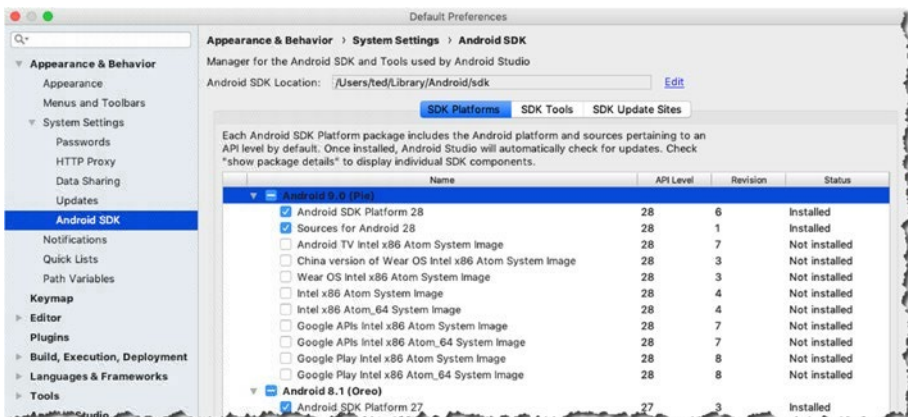 Default Preferences
Appearance & Behavior
Appearance
Menus and Toolbars
System Settings
Passwords
HTTP Proxy
Data Sharing
Updates
Android SDK
Notifications
Quick Lists
Path Variables
Keymap
Editor
Plugins
Build, Execution, Deployment
Languages & Frameworks
Tools
Appearance & Behavior › System Settings › Android SDK
Manager for the Android SDK and Tools used by Android Studio
Android SDK Location: /Users/ted/Library/Android/sdk Edit
SDK Platforms SDK Tools SDK Update Sites
Each Android SDK Platform package includes the Android platform and sources pertaining to an
API level by default. Once installed, Android Studio will automatically check for updates. Check
"show package details" to display individual SDK components.
Name API Level Revision Status
Android 9.0 (Pie)
Android SDK Platform 28 28 6 Installed
Sources for Android 28 28 1 Installed
Android TV Intel x86 Atom System Image 28 7 Not installed
China version of Wear OS Intel x86 Atom System Image 28 3 Not installed
Wear OS Intel x86 Atom System Image 28 3 Not installed
Intel x86 Atom System Image 28 4 Not installed
Intel x86 Atom_64 System Image 28 4 Not installed
Google APIs Intel x86 Atom System Image 28 7 Not installed
Google APIs Intel x86 Atom_64 System Image 28 7 Not installed
Google Play Intel x86 Atom System Image 28 8 Not installed
Google Play Intel x86 Atom_64 System Image 28 8 Not installed
Android 8.1 (Oreo)
Android SDK Platform 27 27 3 Installed